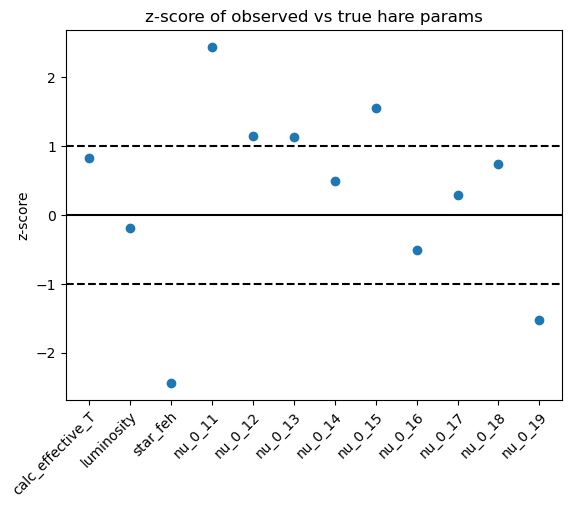 z-score of observed vs true hare params
z-score
2
1
0
−1
−2
calc_effective_T
luminosity
star_feh
nu_0_11
nu_0_12
nu_0_13
nu_0_14
nu_0_15
nu_0_16
nu_0_17
nu_0_18
nu_0_19